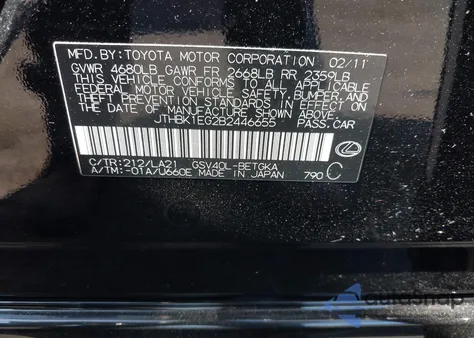 MFD.BY:TOYOTA MOTOR CORPORATION 02/11
GVWR 4680LB GAWR FR 2668LB RR 2359LB
THIS VEHICLE CONFORMS TO ALL APPLICABLE
FEDERAL MOTOR VEHICLE SAFETY, BUMPER, AND
THEFT PREVENTION STANDARDS IN EFFECT ON
THE DATE OF MANUFACTURE SHOWN ABOVE.
JTHBK1EG2B2446655 PASS.CAR
C/TR:212/LA21 GSV40L-BETGKA
A/TM:-01A/U660E MADE IN JAPAN 790 C
autosnap